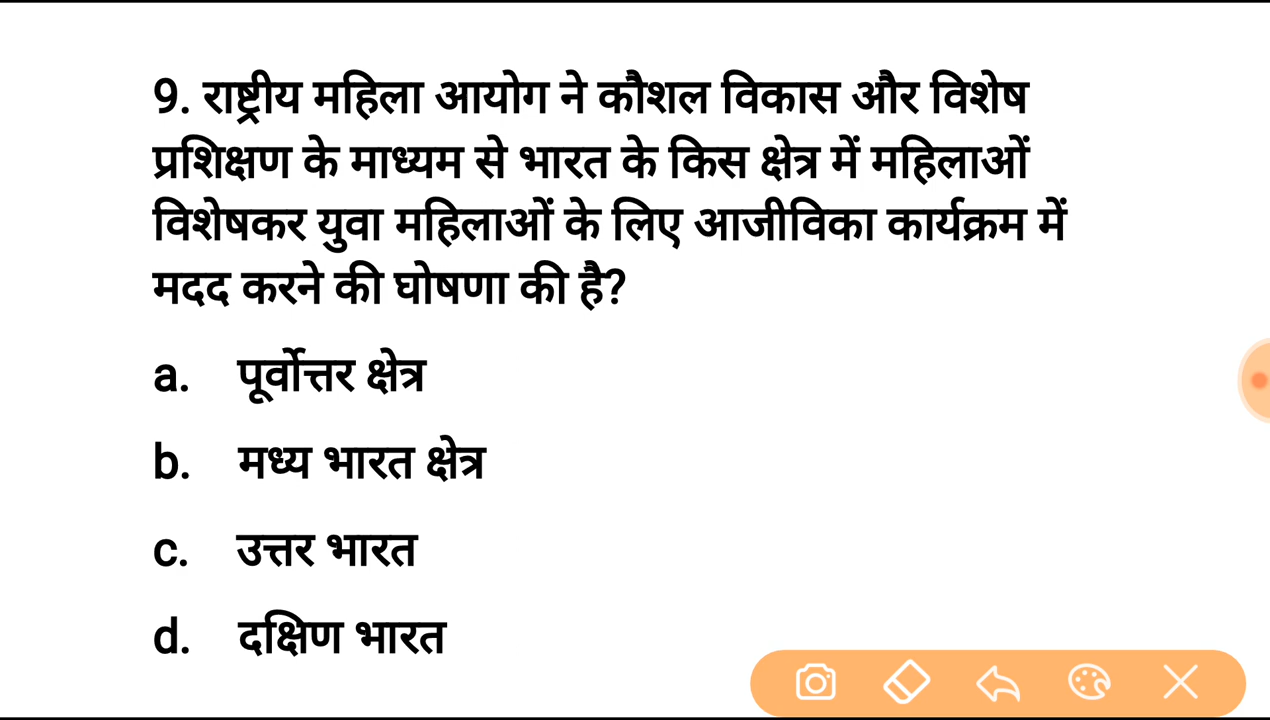 9. राष्ट्रीय महिला आयोग ने कौशल विकास और विशेष
प्रशिक्षण के माध्यम से भारत के किस क्षेत्र में महिलाओं
विशेषकर युवा महिलाओं के लिए आजीविका कार्यक्रम में
मदद करने की घोषणा की है?
a. पूर्वोत्तर क्षेत्र
b. मध्य भारत क्षेत्र
c. उत्तर भारत
d. दक्षिण भारत